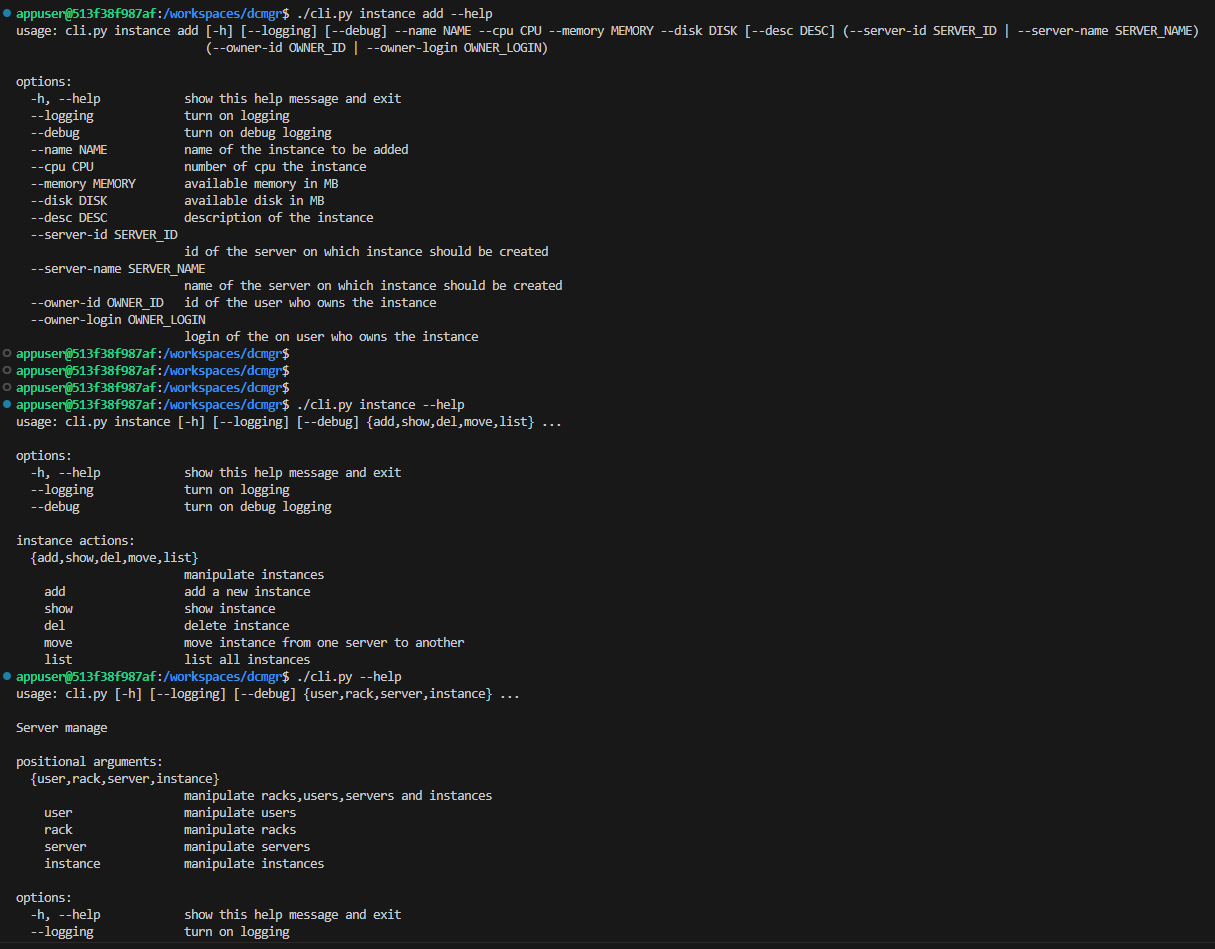 appuser@513f38f987af:/workspaces/dcmgr$ ./cli.py instance add --help
usage: cli.py instance add [-h] [--logging] [--debug] --name NAME --cpu CPU --memory MEMORY --disk DISK [--desc DESC] (--server-id SERVER_ID | --server-name SERVER_NAME)
                           (--owner-id OWNER_ID | --owner-login OWNER_LOGIN)

options:
  -h, --help            show this help message and exit
  --logging             turn on logging
  --debug               turn on debug logging
  --name NAME           name of the instance to be added
  --cpu CPU             number of cpu the instance
  --memory MEMORY       available memory in MB
  --disk DISK           available disk in MB
  --desc DESC           description of the instance
  --server-id SERVER_ID
                        id of the server on which instance should be created
  --server-name SERVER_NAME
                        name of the server on which instance should be created
  --owner-id OWNER_ID   id of the user who owns the instance
  --owner-login OWNER_LOGIN
                        login of the on user who owns the instance
appuser@513f38f987af:/workspaces/dcmgr$
appuser@513f38f987af:/workspaces/dcmgr$
appuser@513f38f987af:/workspaces/dcmgr$
appuser@513f38f987af:/workspaces/dcmgr$ ./cli.py instance --help
usage: cli.py instance [-h] [--logging] [--debug] {add,show,del,move,list} ...

options:
  -h, --help            show this help message and exit
  --logging             turn on logging
  --debug               turn on debug logging

instance actions:
  {add,show,del,move,list}
                        manipulate instances
    add                 add a new instance
    show                show instance
    del                 delete instance
    move                move instance from one server to another
    list                list all instances
appuser@513f38f987af:/workspaces/dcmgr$ ./cli.py --help
usage: cli.py [-h] [--logging] [--debug] {user,rack,server,instance} ...

Server manage

positional arguments:
  {user,rack,server,instance}
                        manipulate racks,users,servers and instances
    user                manipulate users
    rack                manipulate racks
    server              manipulate servers
    instance            manipulate instances

options:
  -h, --help            show this help message and exit
  --logging             turn on logging